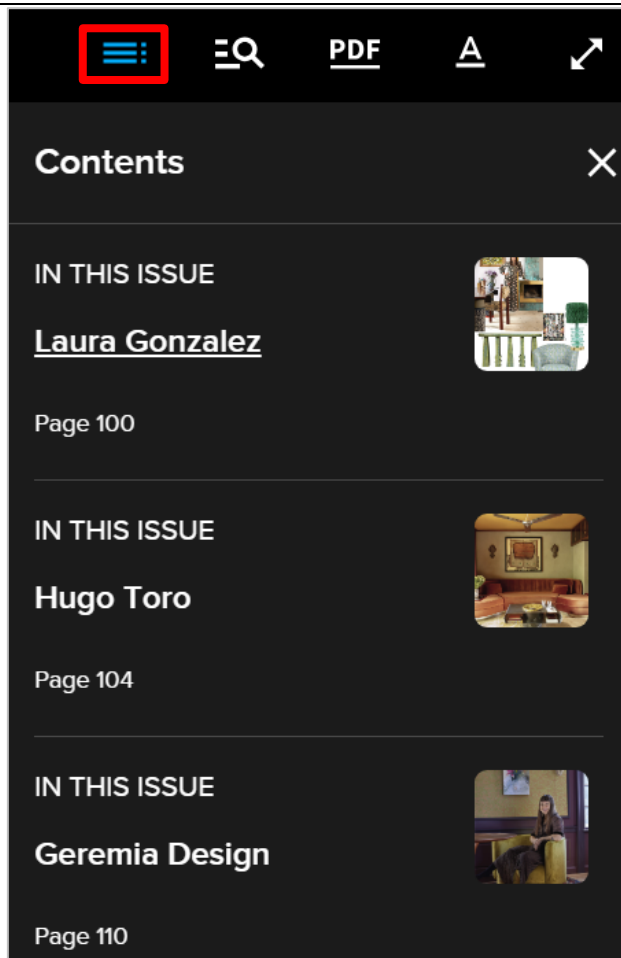 PDF A
Contents
IN THIS ISSUE
Laura Gonzalez
Page 100
IN THIS ISSUE
Hugo Toro
Page 104
IN THIS ISSUE
Geremia Design
Page 110